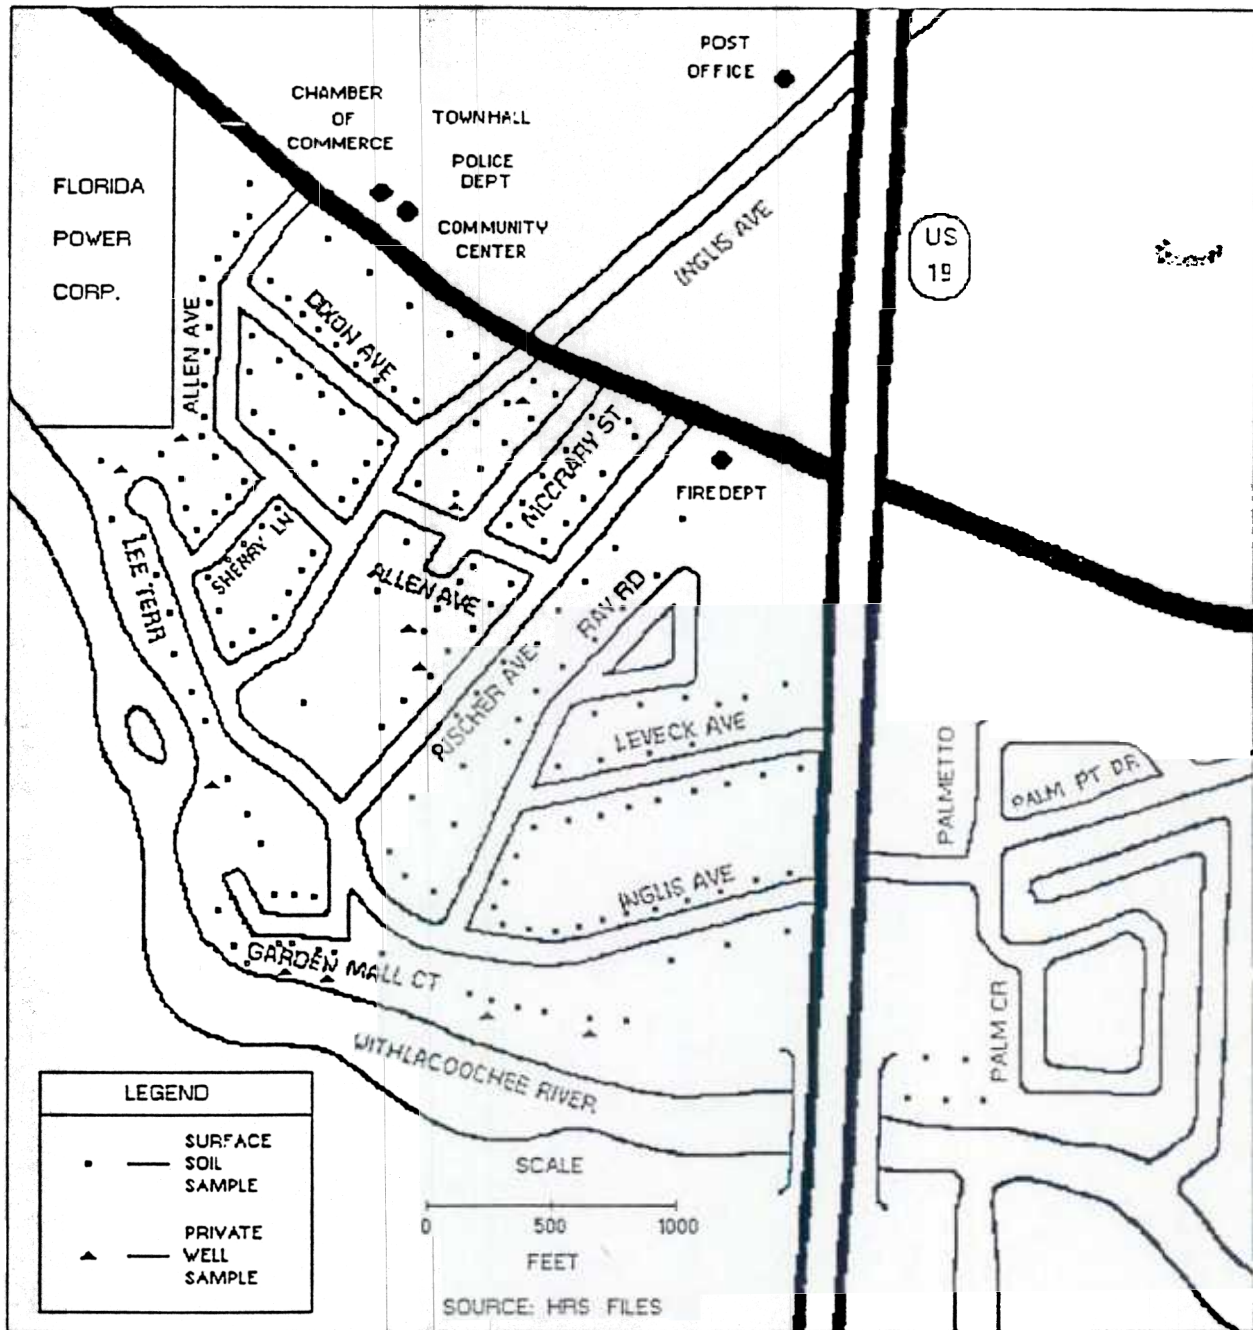 POST
OFFICE
CHAMBER
OF
COMMERCE
TOWNHALL
POLICE
DEPT
COMMUNITY
CENTER
FLORIDA
POWER
CORP.
INGLIS AVE
US
19
ALLEN AVE
DIXON AVE
MCCRARY ST
FIREDEPT
SHERRY LN
LEE TERR
ALLEN AVE
RAY RD
RISCHER AVE
LEVECK AVE
PALMETTO
PALM PT DR
INGLIS AVE
GARDEN MALL CT
PALM CR
WITHLACOOCHEE RIVER
LEGEND
SURFACE
SOIL
SAMPLE
PRIVATE
WELL
SAMPLE
SCALE
0 500 1000
FEET
SOURCE: HRS FILES